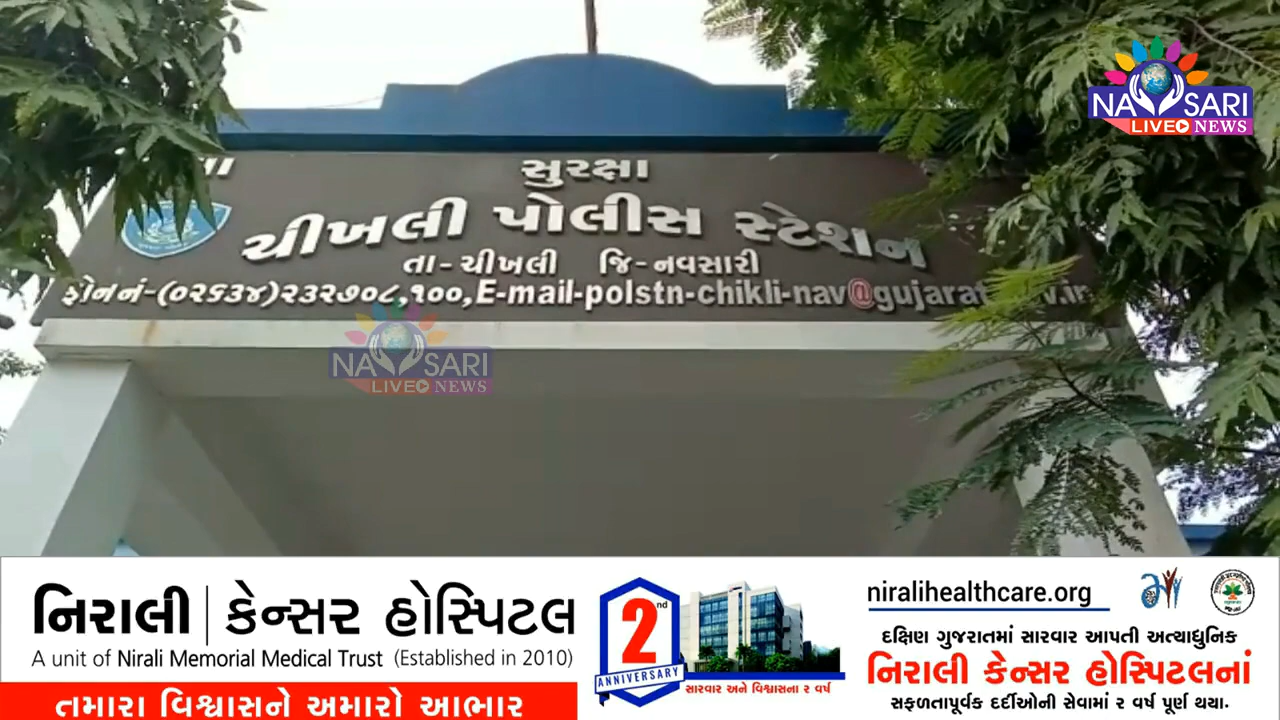 NAVSARI
LIVE NEWS
સુરક્ષા
ચીખલી પોલીસ સ્ટેશન
તા-ચીખલી જિ-નવસારી
ફોનનં-(૦૨૬૩૪)૨૩૨૭૦૮,૧૦૦,E-mail-polstn-chikli-nav@gujarat
NAVSARI
LIVE NEWS
નિરાલી | કેન્સર હોસ્પિટલ
A unit of Nirali Memorial Medical Trust (Established in 2010)
તમારા વિશ્વાસને અમારો આભાર
2nd
ANNIVERSARY
સારવાર અને વિશ્વાસના ૨ વર્ષ
niralihealthcare.org
દક્ષિણ ગુજરાતમાં સારવાર આપતી અત્યાધુનિક
નિરાલી કેન્સર હોસ્પિટલનાં
સફળતાપૂર્વક દર્દીઓની સેવામાં ૨ વર્ષ પૂર્ણ થયા.